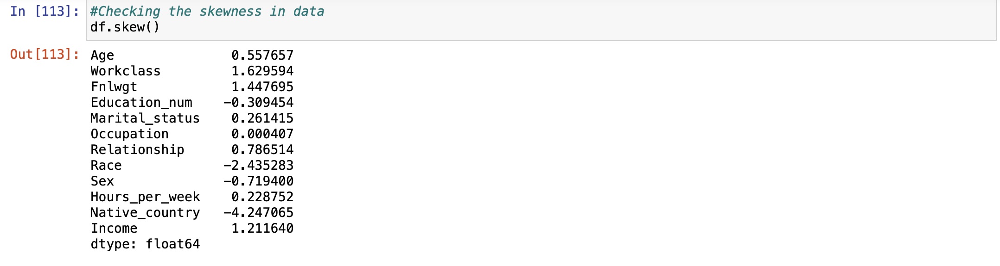 In [113]: #Checking the skewness in data
df.skew()
Out[113]: Age 0.557657
Workclass 1.629594
Fnlwgt 1.447695
Education_num −0.309454
Marital_status 0.261415
Occupation 0.000407
Relationship 0.786514
Race −2.435283
Sex −0.719400
Hours_per_week 0.228752
Native_country −4.247065
Income 1.211640
dtype: float64